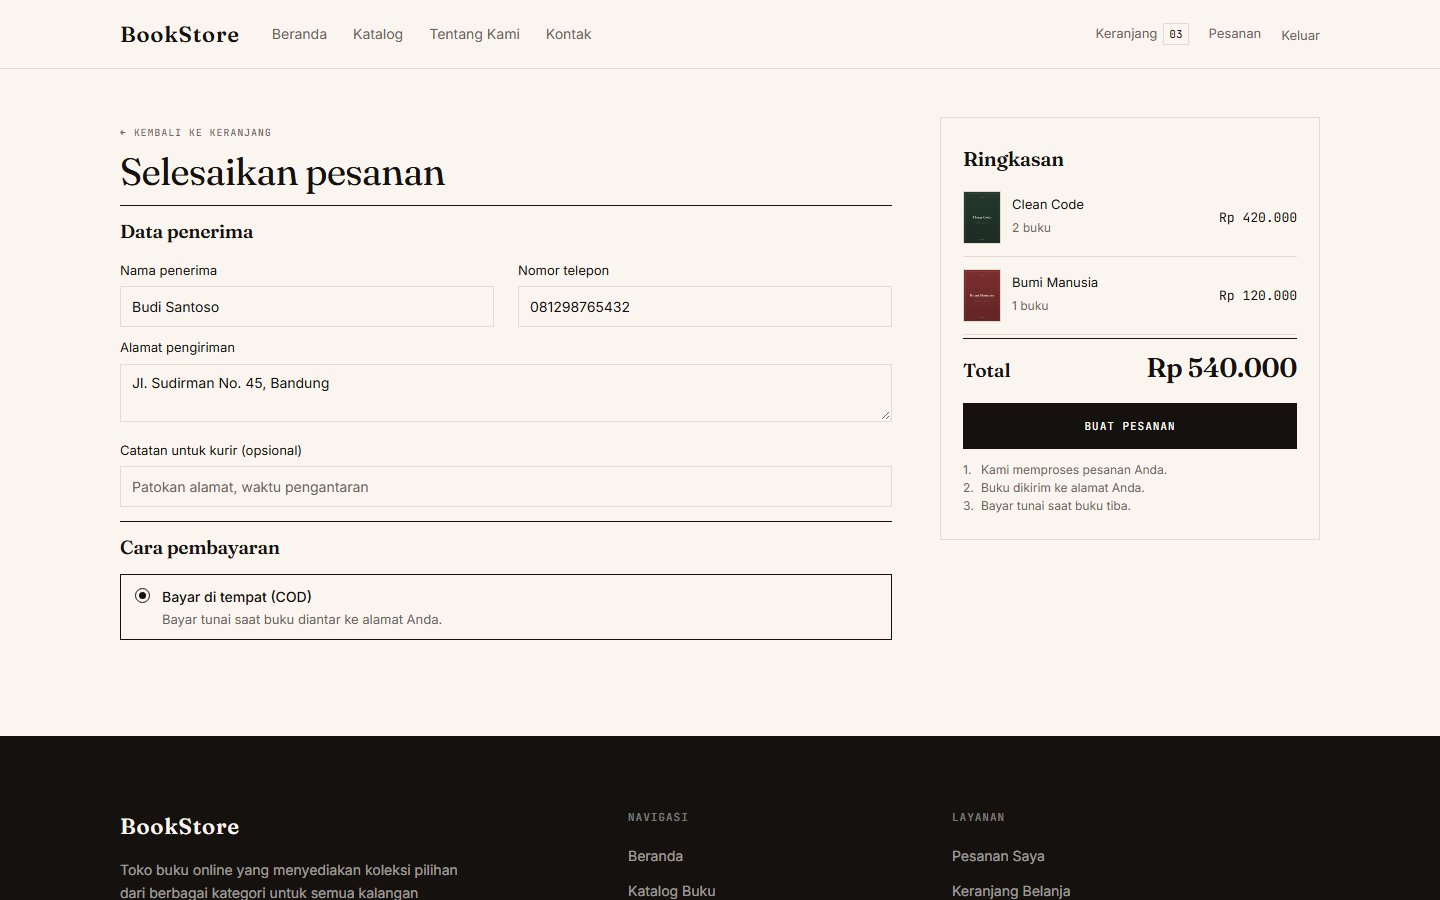 BookStore Beranda Katalog Tentang Kami Kontak Keranjang 03 Pesanan Keluar
← KEMBALI KE KERANJANG
Selesaikan pesanan
Data penerima
Nama penerima
Budi Santoso
Nomor telepon
081298765432
Alamat pengiriman
Jl. Sudirman No. 45, Bandung
Catatan untuk kurir (opsional)
Patokan alamat, waktu pengantaran
Cara pembayaran
Bayar di tempat (COD)
Bayar tunai saat buku diantar ke alamat Anda.
Ringkasan
Clean Code
2 buku
Rp 420.000
Bumi Manusia
1 buku
Rp 120.000
Total Rp 540.000
BUAT PESANAN
1. Kami memproses pesanan Anda.
2. Buku dikirim ke alamat Anda.
3. Bayar tunai saat buku tiba.
BookStore
Toko buku online yang menyediakan koleksi pilihan
dari berbagai kategori untuk semua kalangan
NAVIGASI
Beranda
Katalog Buku
LAYANAN
Pesanan Saya
Keranjang Belanja